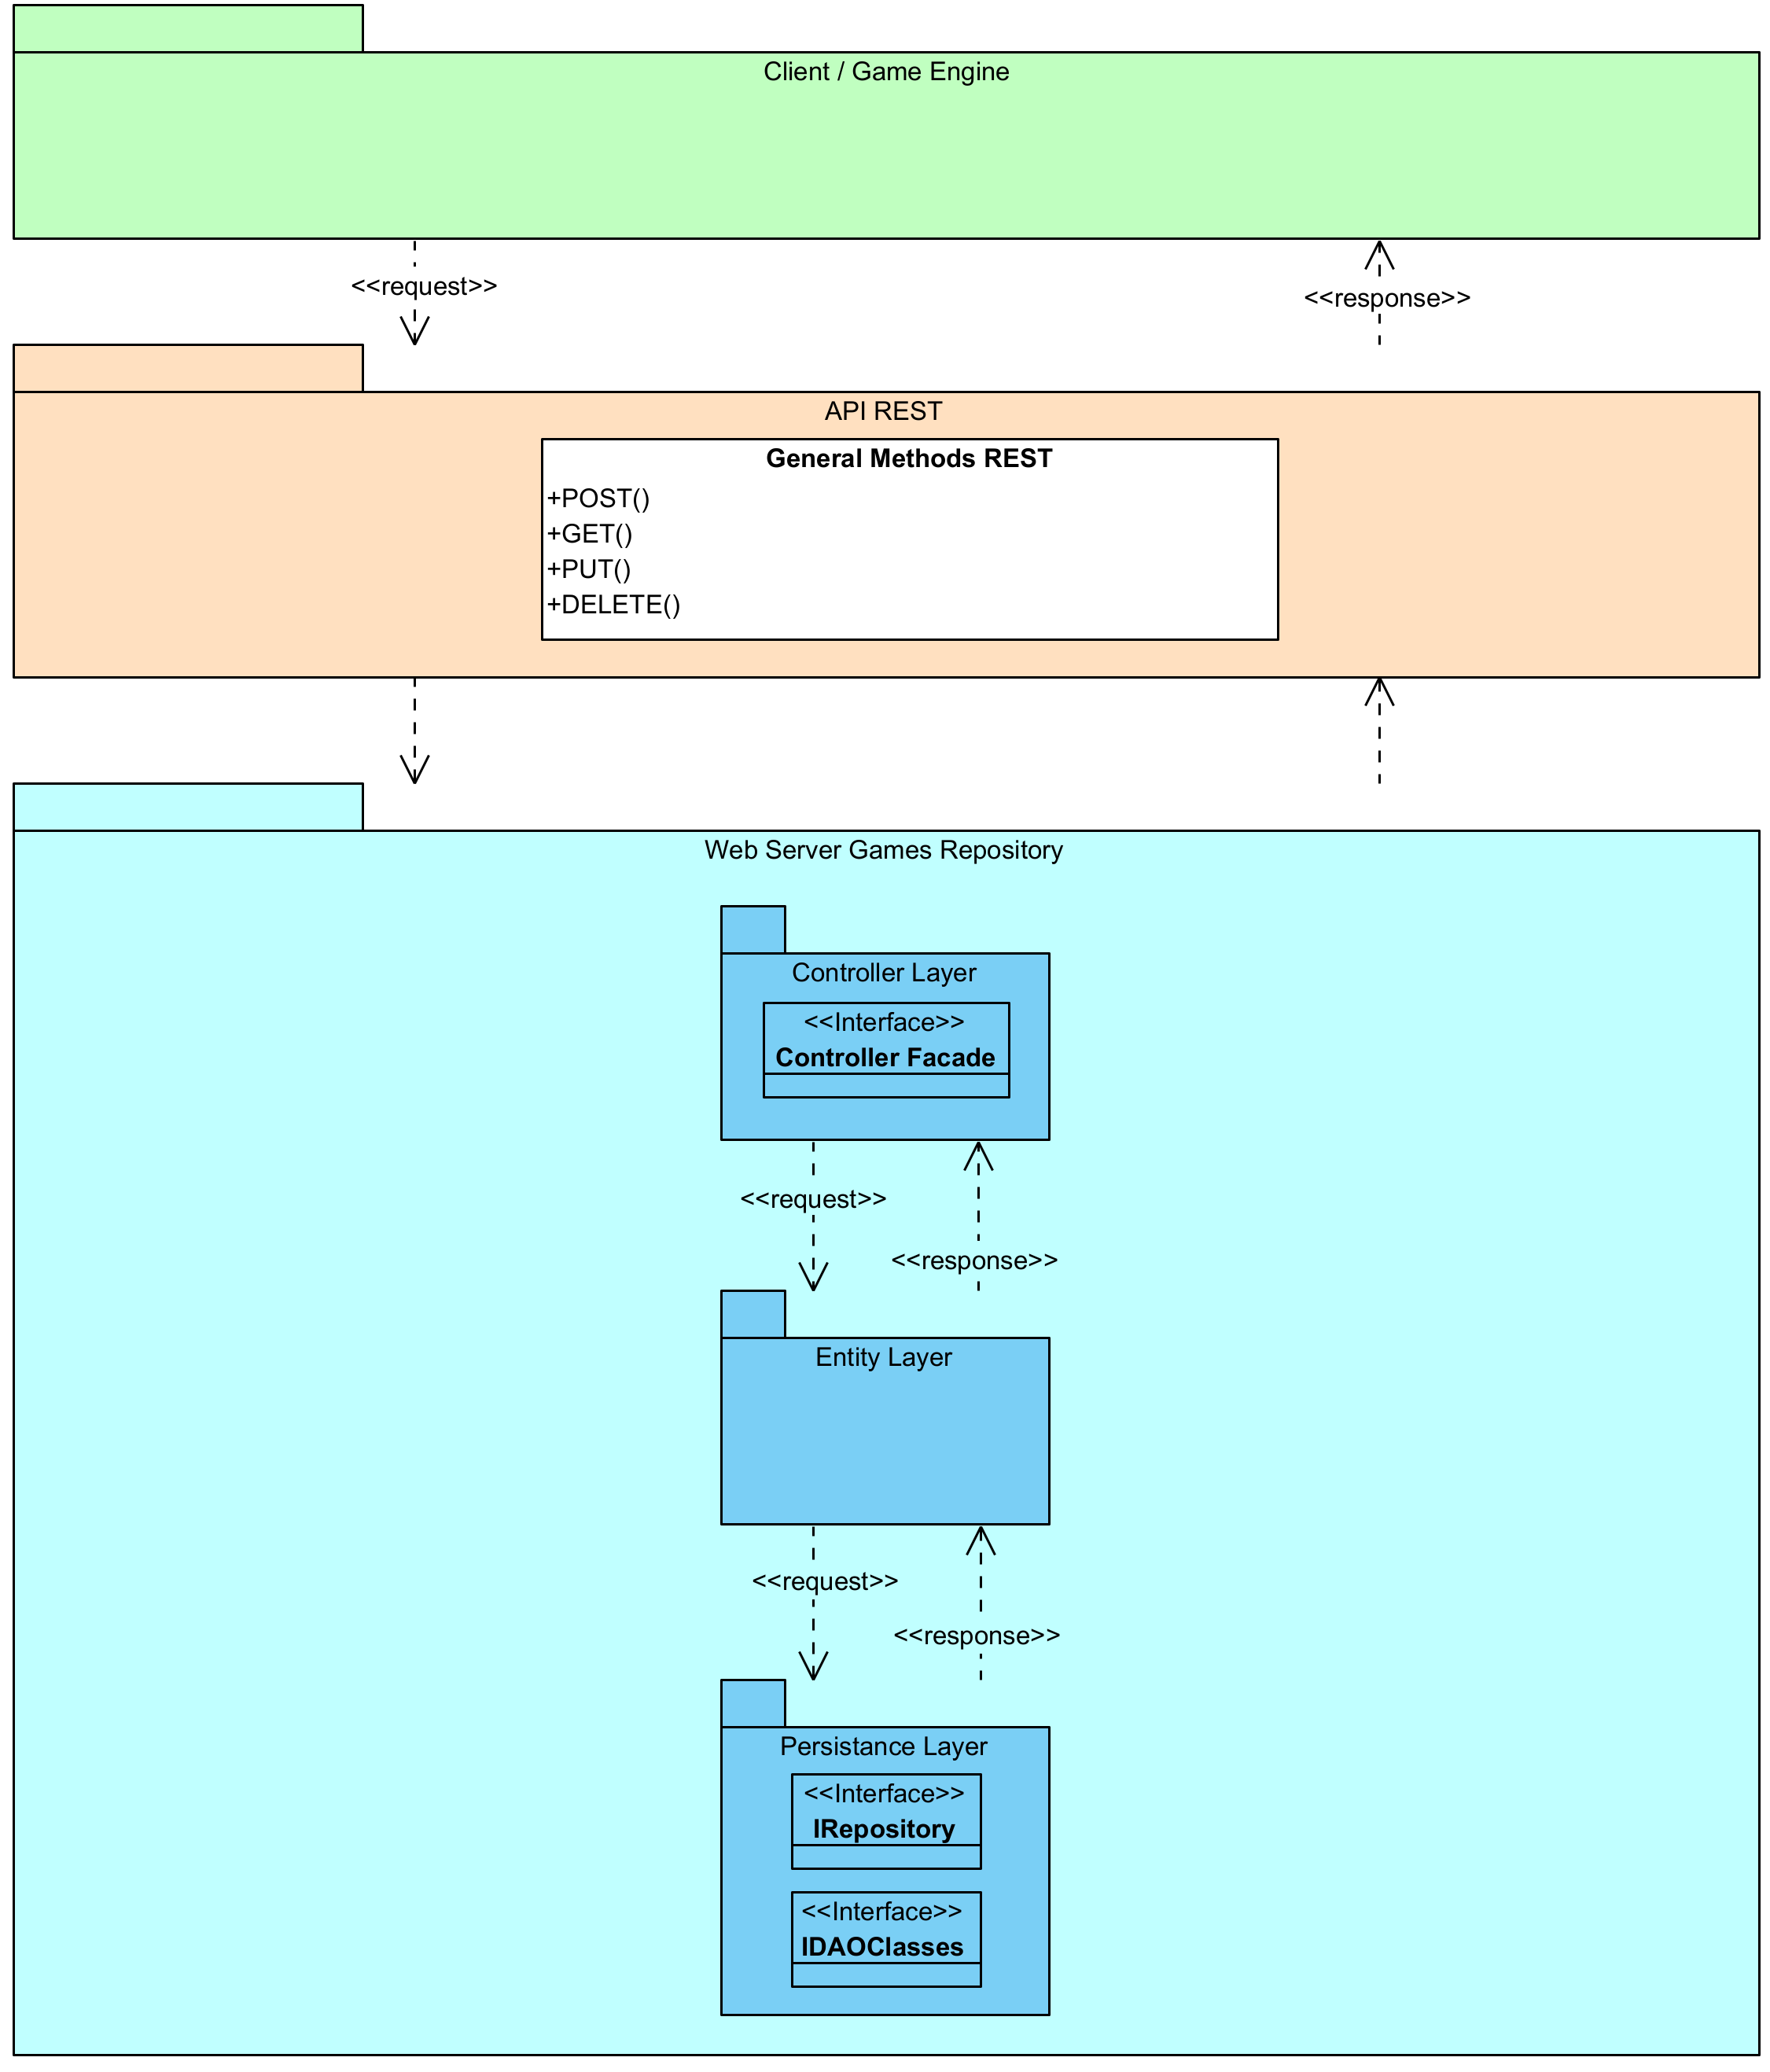 Client / Game Engine
<<request>>
<<response>>
API REST
General Methods REST
+POST()
+GET()
+PUT()
+DELETE()
Web Server Games Repository
Controller Layer
<<Interface>>
Controller Facade
<<request>>
<<response>>
Entity Layer
<<request>>
<<response>>
Persistance Layer
<<Interface>>
IRepository
<<Interface>>
IDAOClasses